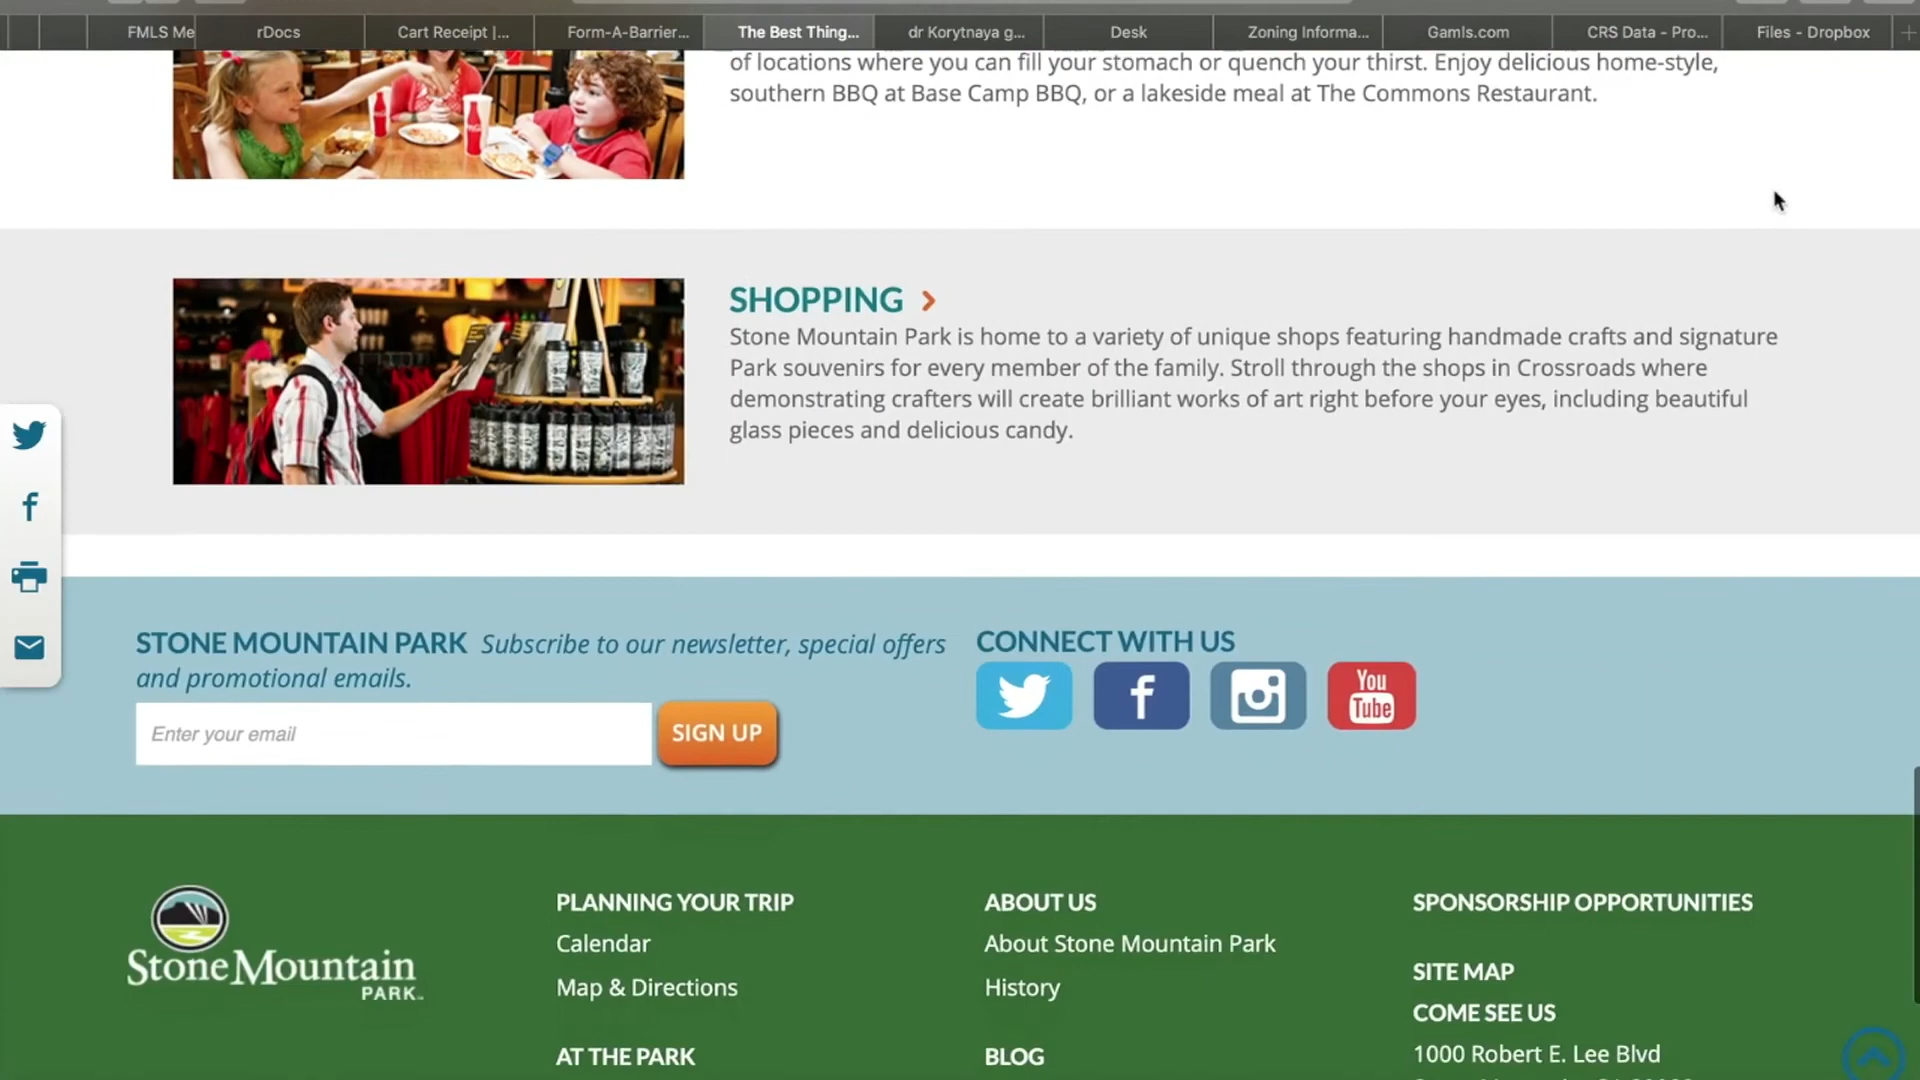 FMLS Me
rDocs
Cart Receipt |...
Form-A-Barrier...
The Best Thing...
dr Korytnaya g...
Desk
Zoning Informa...
Gamls.com
CRS Data - Pro...
Files - Dropbox
of locations where you can fill your stomach or quench your thirst. Enjoy delicious home-style,
southern BBQ at Base Camp BBQ, or a lakeside meal at The Commons Restaurant.
SHOPPING
Stone Mountain Park is home to a variety of unique shops featuring handmade crafts and signature
Park souvenirs for every member of the family. Stroll through the shops in Crossroads where
demonstrating crafters will create brilliant works of art right before your eyes, including beautiful
glass pieces and delicious candy.
STONE MOUNTAIN PARK Subscribe to our newsletter, special offers
and promotional emails.
Enter your email
SIGN UP
CONNECT WITH US
You
Tube
Stone Mountain
PARK
PLANNING YOUR TRIP
Calendar
Map & Directions
AT THE PARK
ABOUT US
About Stone Mountain Park
History
BLOG
SPONSORSHIP OPPORTUNITIES
SITE MAP
COME SEE US
1000 Robert E. Lee Blvd